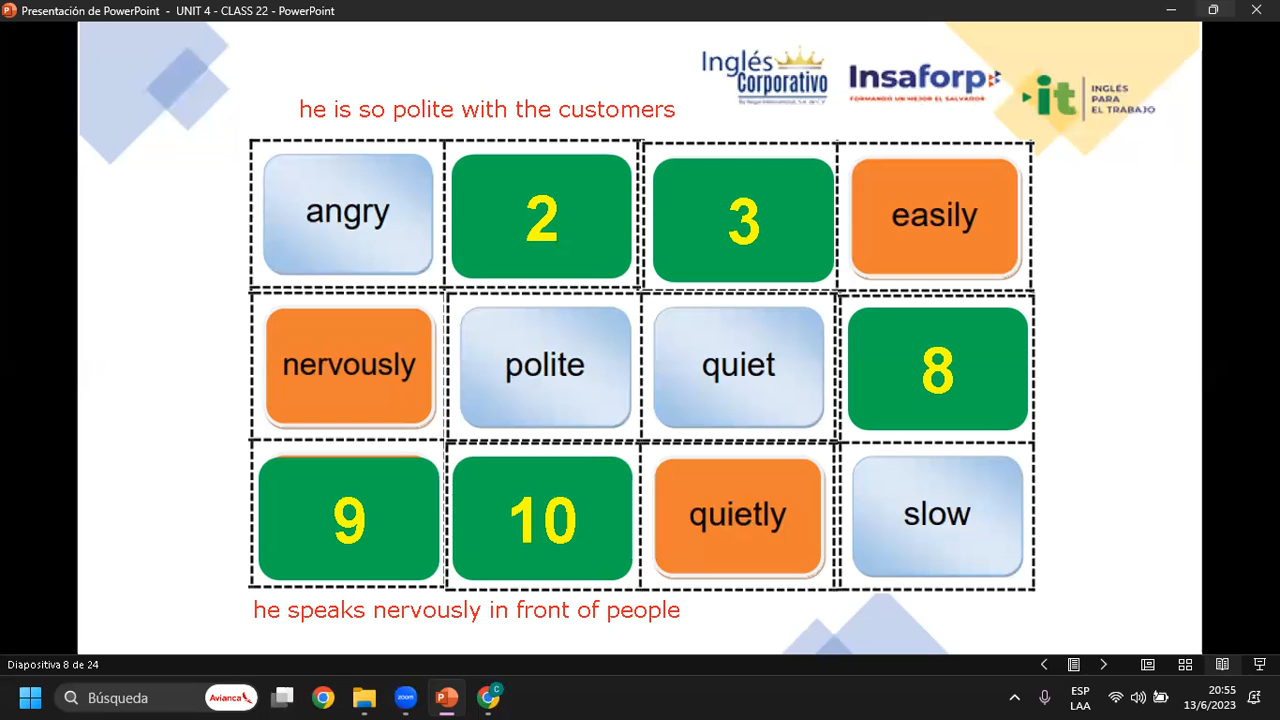 Presentación de PowerPoint - UNIT 4 - CLASS 22 - PowerPoint
Inglés
Corporativo
Insaforp
FORMANDO UN MEJOR EL SALVADOR
it
INGLÉS
PARA
EL TRABAJO
he is so polite with the customers
angry
2
3
easily
nervously
polite
quiet
8
9
10
quietly
slow
he speaks nervously in front of people
Diapositiva 8 de 24
Búsqueda
Avianca
zoom
C
ESP
LAA
20:55
13/6/2023